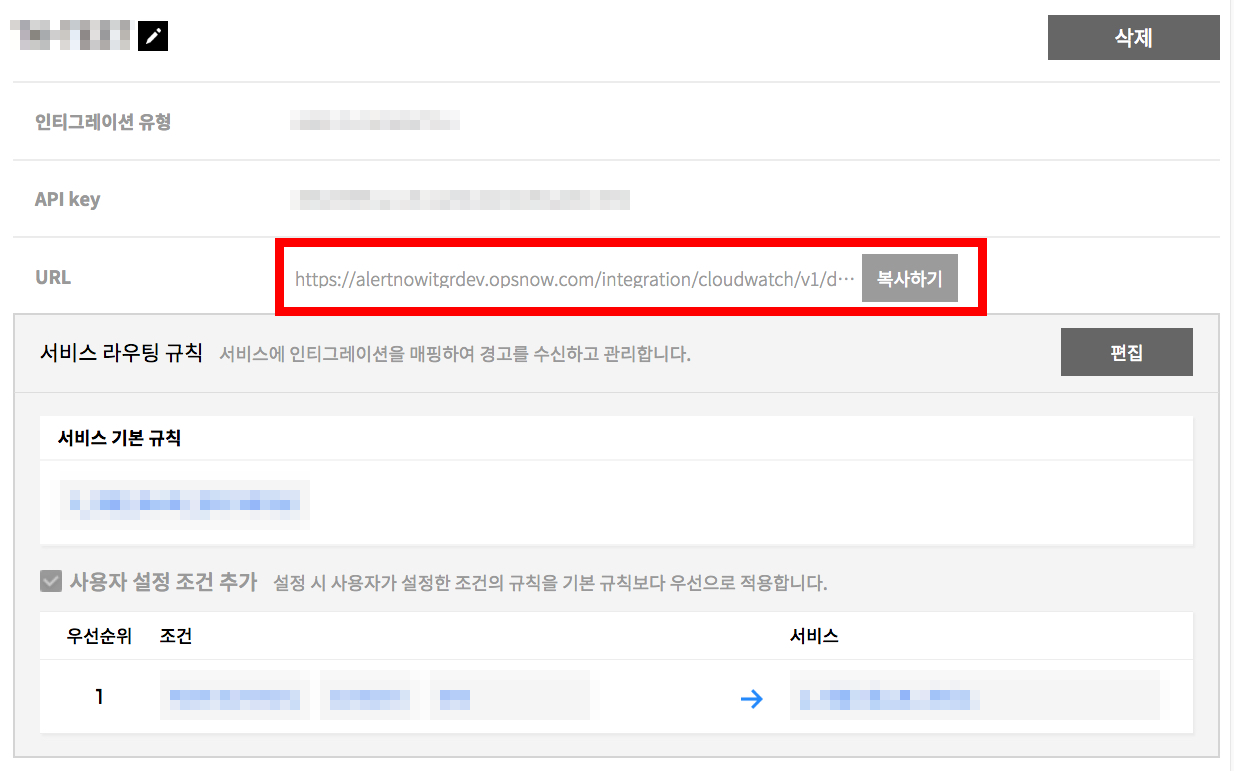 삭제
인티그레이션 유형
API key
URL https://alertnowitgrdev.opsnow.com/integration/cloudwatch/v1/d··· 복사하기
서비스 라우팅 규칙 서비스에 인티그레이션을 매핑하여 경고를 수신하고 관리합니다. 편집
서비스 기본 규칙
사용자 설정 조건 추가 설정 시 사용자가 설정한 조건의 규칙을 기본 규칙보다 우선으로 적용합니다.
우선순위 조건 서비스
1